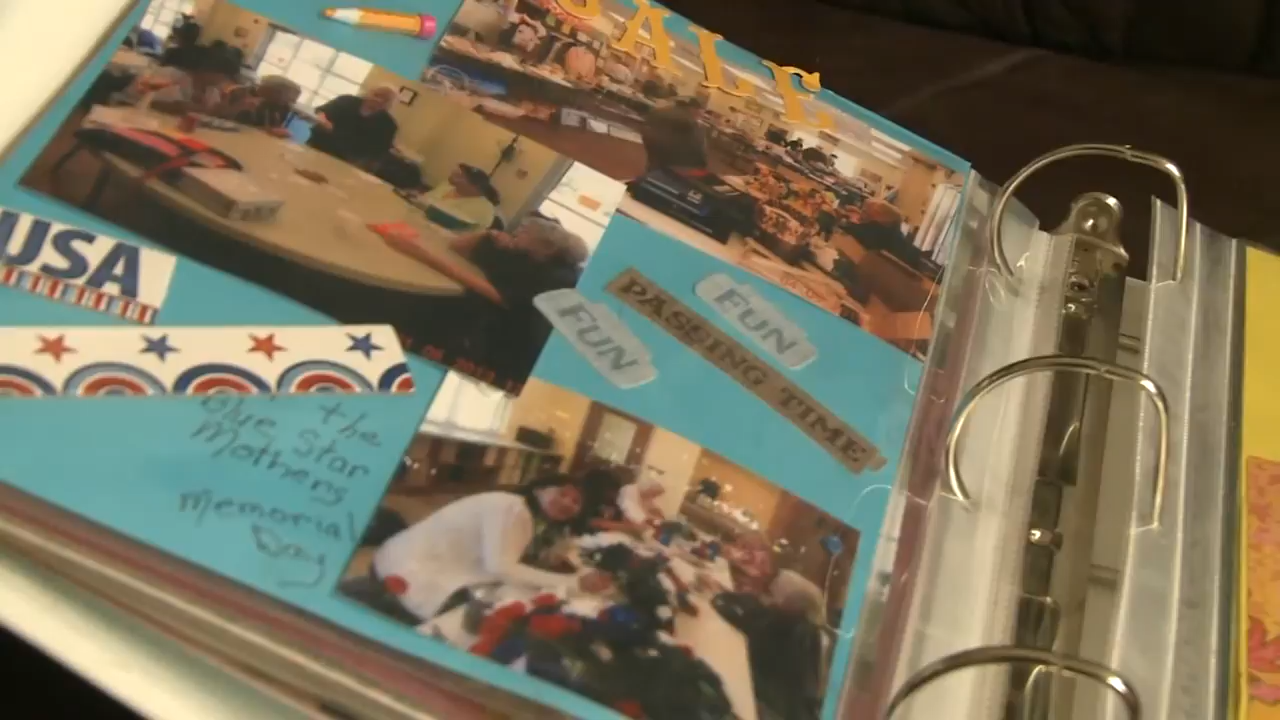 SALE
USA
FUN
PASSING TIME
FUN
the
Blue Star
Mothers
Memorial
Day